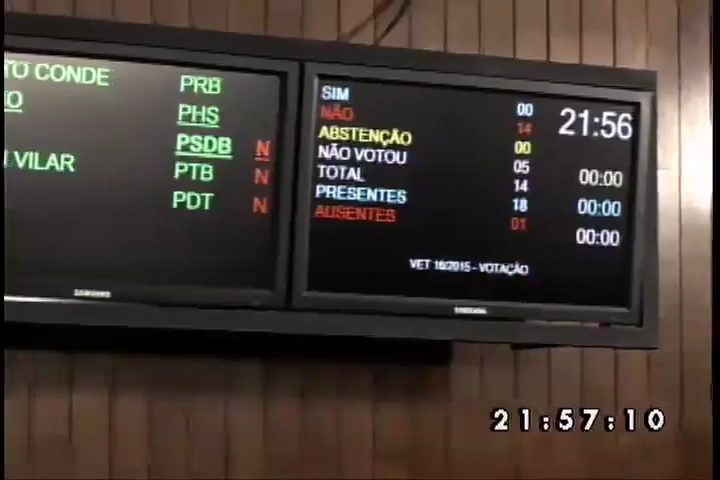 TO CONDE PRB
PHS
PSDB N
VILAR PTB N
PDT N
SAMSUNG
SIM 00
NÃO 14
ABSTENÇÃO 00
NÃO VOTOU 05
TOTAL 14
PRESENTES 18
AUSENTES 01
21:56
00:00
00:00
00:00
VET 16/2015 - VOTAÇÃO
SAMSUNG
21:57:10